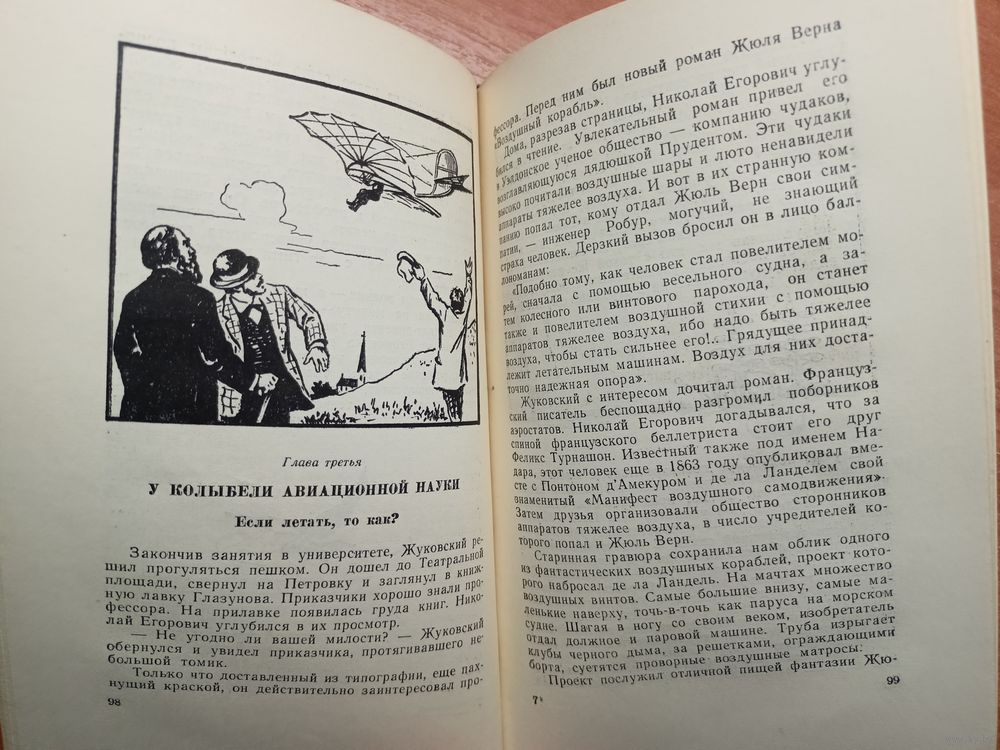 Глава третья
У КОЛЫБЕЛИ АВИАЦИОННОЙ НАУКИ
Если летать, то как?
Закончив занятия в университете, Жуковский ре-
шил прогуляться пешком. Он дошел до Театральной
площади, свернул на Петровку и заглянул в книж-
ную лавку Глазунова. Приказчики хорошо знали про-
фессора. На прилавке появилась груда книг. Нико-
лай Егорович углубился в их просмотр.
— Не угодно ли вашей милости? — Жуковский
обернулся и увидел приказчика, протягивавшего не-
большой томик.
Только что доставленный из типографии, еще пах-
нущий краской, он действительно заинтересовал про-
98
фессора. Перед ним был новый роман Жюля Верна
«Воздушный корабль».
Дома, разрезав страницы, Николай Егорович углу-
бился в чтение. Увлекательный роман привел его
в Уэлдонское ученое общество — компанию чудаков,
возглавляющуюся дядюшкой Прудентом. Эти чудаки
высоко почитали воздушные шары и люто ненавидели
аппараты тяжелее воздуха. И вот в их странную ком-
панию попал тот, кому отдал Жюль Верн свои сим-
патии, — инженер Робур, могучий, не знающий
страха человек. Дерзкий вызов бросил он в лицо бал-
лономанам:
«Подобно тому, как человек стал повелителем мо-
рей, сначала с помощью весельного судна, а за-
тем колесного или винтового парохода, он станет
также и повелителем воздушной стихии с помощью
аппаратов тяжелее воздуха, ибо надо быть тяжелее
воздуха, чтобы стать сильнее его!.. Грядущее принад-
лежит летательным машинам. Воздух для них доста-
точно надежная опора».
Жуковский с интересом дочитал роман. Француз-
ский писатель беспощадно разгромил поборников
аэростатов. Николай Егорович догадывался, что за
спиной французского беллетриста стоит его друг
Феликс Турнашон. Известный также под именем На-
дара, этот человек еще в 1863 году опубликовал вме-
сте с Понтоном д'Амекуром и де ла Ланделем свой
знаменитый «Манифест воздушного самодвижения».
Затем друзья организовали общество сторонников
аппаратов тяжелее воздуха, в число учредителей ко-
торого попал и Жюль Верн.
Старинная гравюра сохранила нам облик одного
из фантастических воздушных кораблей, проект кото-
рого набросал де ла Ландель. На мачтах множество
воздушных винтов. Самые большие внизу, самые ма-
ленькие наверху, точь-в-точь как паруса на морском
судне. Шагая в ногу со своим веком, изобретатель
отдал должное и паровой машине. Труба изрыгает
клубы черного дыма, за решетками, ограждающими
борта, суетятся проворные воздушные матросы.
Проект послужил отличной пищей фантазии Жю-
7*
99